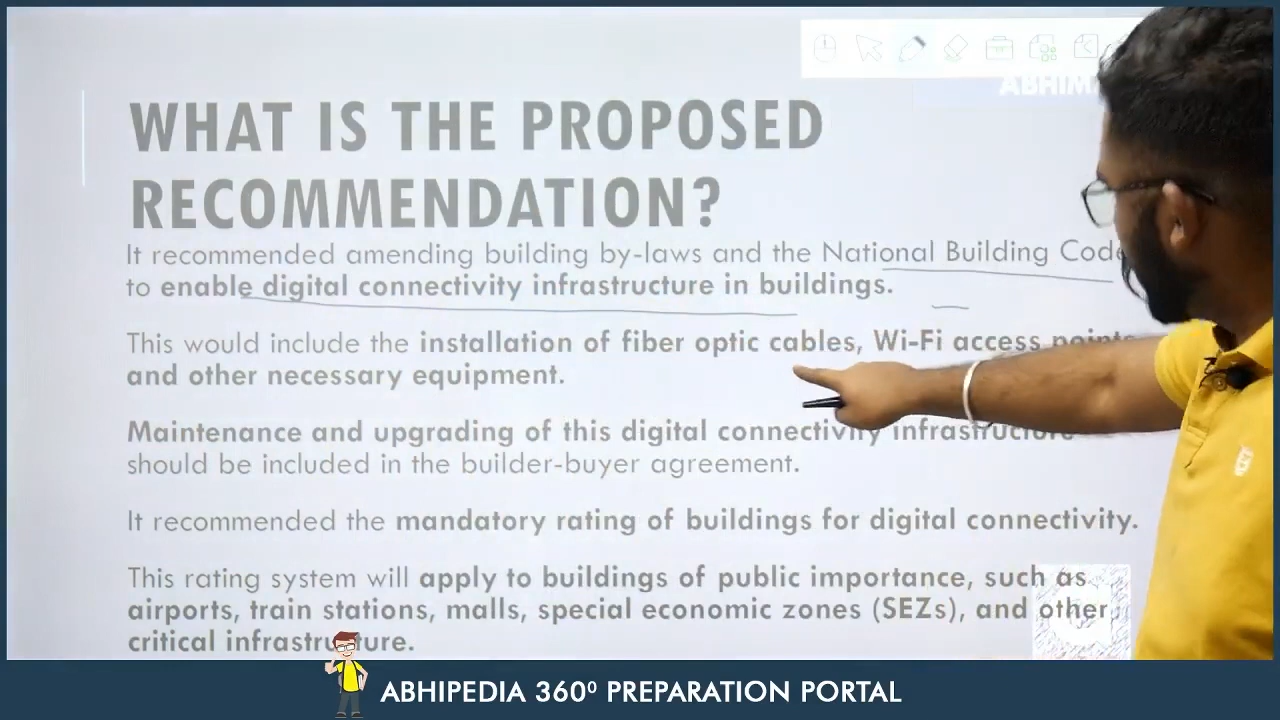 ABHIM
WHAT IS THE PROPOSED
RECOMMENDATION?
It recommended amending building by-laws and the National Building Code
to enable digital connectivity infrastructure in buildings.
This would include the installation of fiber optic cables, Wi-Fi access points
and other necessary equipment.
Maintenance and upgrading of this digital connectivity infrastructure
should be included in the builder-buyer agreement.
It recommended the mandatory rating of buildings for digital connectivity.
This rating system will apply to buildings of public importance, such as
airports, train stations, malls, special economic zones (SEZs), and other
critical infrastructure.
ABHIPEDIA 360⁰ PREPARATION PORTAL